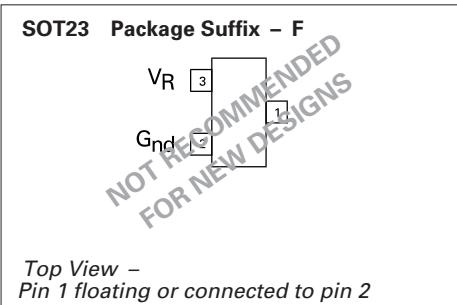 SOT23 Package Suffix – F
VR 3
1
Gnd 2
NOT RECOMMENDED
FOR NEW DESIGNS
Top View –
Pin 1 floating or connected to pin 2